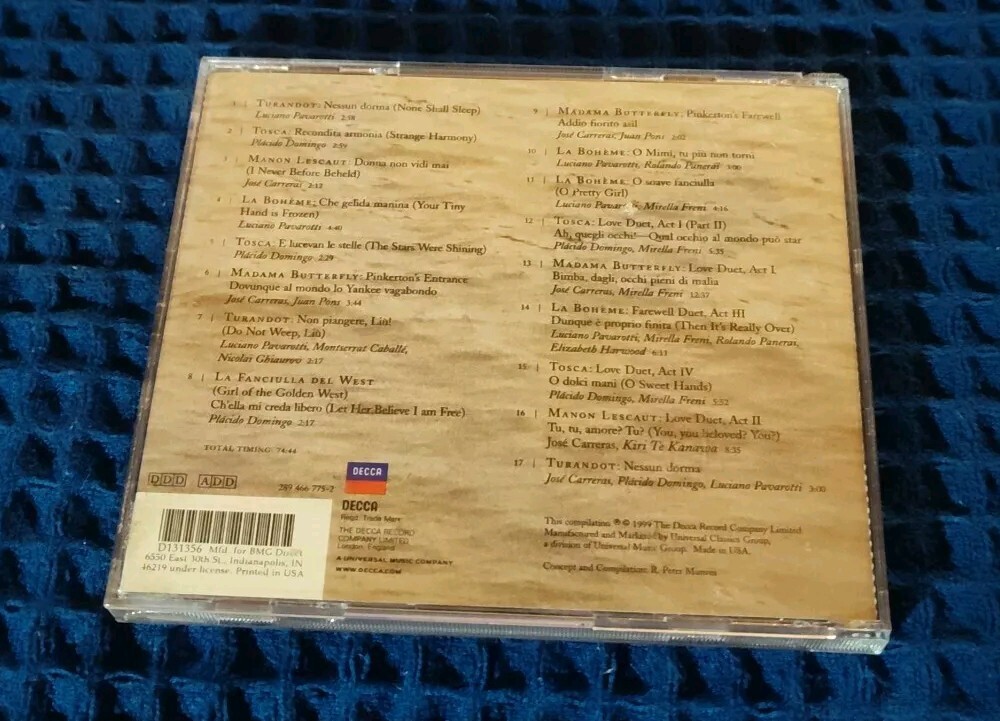 1 | TURANDOT: Nessun dorma (None Shall Sleep)
Luciano Pavarotti 2:58
2 | TOSCA: Recondita armonia (Strange Harmony)
Plácido Domingo 2:59
3 | MANON LESCAUT: Donna non vidi mai
(I Never Before Beheld)
José Carreras 2:12
4 | LA BOHÈME: Che gelida manina (Your Tiny
Hand is Frozen)
Luciano Pavarotti 4:40
5 | TOSCA: E lucevan le stelle (The Stars Were Shining)
Plácido Domingo 2:29
6 | MADAMA BUTTERFLY: Pinkerton's Entrance
Dovunque al mondo lo Yankee vagabondo
José Carreras, Juan Pons 3:44
7 | TURANDOT: Non piangere, Liù!
(Do Not Weep, Liù)
Luciano Pavarotti, Montserrat Caballé,
Nicolai Ghiaurov 2:17
8 | LA FANCIULLA DEL WEST
(Girl of the Golden West)
Ch'ella mi creda libero (Let Her Believe I am Free)
Plácido Domingo 2:17
TOTAL TIMING: 74:44
DDD ADD
289 466 775-2
DECCA
DECCA
Regd. Trade Mark
THE DECCA RECORD
COMPANY LIMITED
London, England
A UNIVERSAL MUSIC COMPANY
WWW.DECCA.COM
D131356 Mfd. for BMG Direct
6550 East 30th St., Indianapolis, IN
46219 under license. Printed in USA
9 | MADAMA BUTTERFLY: Pinkerton's Farewell
Addio fiorito asil
José Carreras, Juan Pons 2:02
10 | LA BOHÈME: O Mimì, tu più non torni
Luciano Pavarotti, Rolando Panerai 3:00
11 | LA BOHÈME: O soave fanciulla
(O Pretty Girl)
Luciano Pavarotti, Mirella Freni 4:16
12 | TOSCA: Love Duet, Act I (Part II)
Ah, quegli occhi!—Qual occhio al mondo può star
Plácido Domingo, Mirella Freni 5:35
13 | MADAMA BUTTERFLY: Love Duet, Act I
Bimba, dagli, occhi pieni di malia
José Carreras, Mirella Freni 12:57
14 | LA BOHÈME: Farewell Duet, Act III
Dunque è proprio finita (Then It's Really Over)
Luciano Pavarotti, Mirella Freni, Rolando Paneras,
Elizabeth Harwood 6:11
15 | TOSCA: Love Duet, Act IV
O dolci mani (O Sweet Hands)
Plácido Domingo, Mirella Freni 5:52
16 | MANON LESCAUT: Love Duet, Act II
Tu, tu, amore? Tu? (You, you beloved? You?)
José Carreras, Kiri Te Kanawa 8:35
17 | TURANDOT: Nessun dorma
José Carreras, Plácido Domingo, Luciano Pavarotti 3:00
This compilation ℗ © 1999 The Decca Record Company Limited
Manufactured and Marketed by Universal Classics Group,
a division of Universal Music Group. Made in USA.
Concept and Compilation: R. Peter Munves